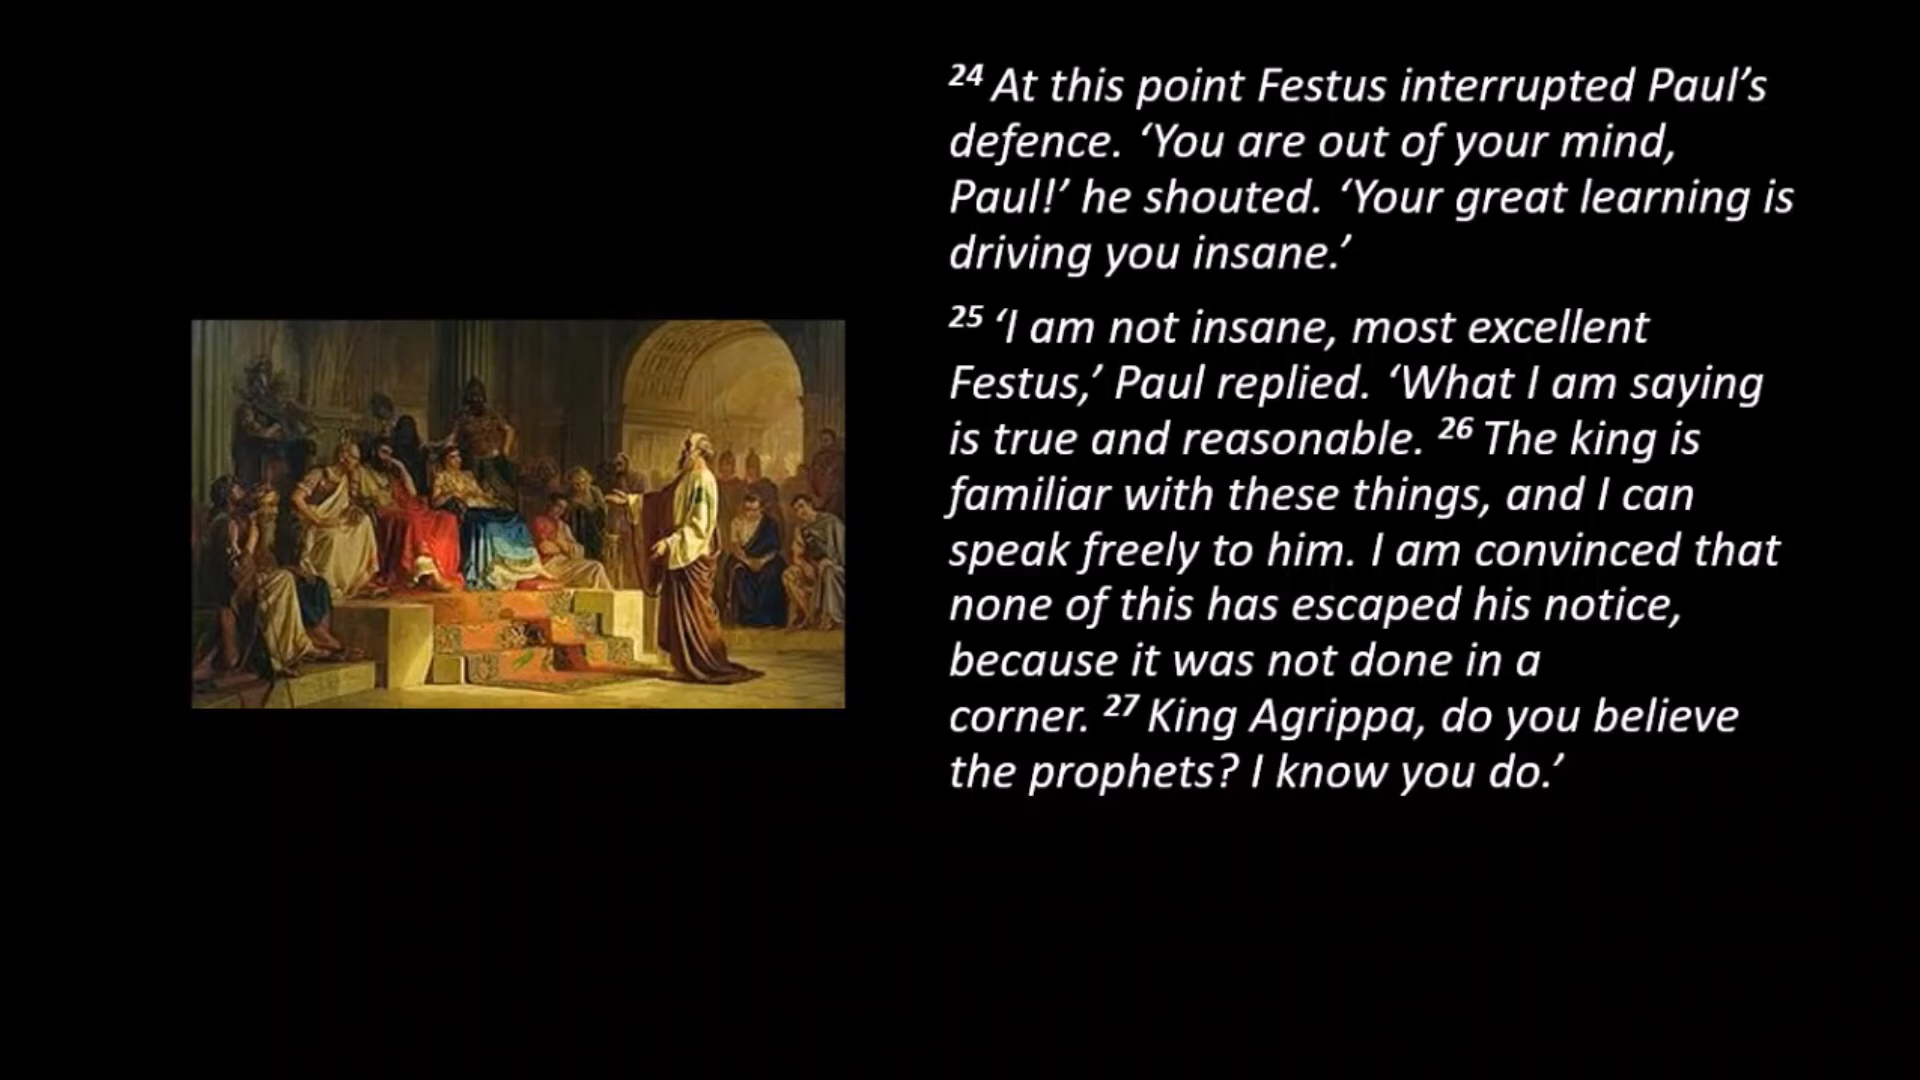 24 At this point Festus interrupted Paul’s
defence. ‘You are out of your mind,
Paul!’ he shouted. ‘Your great learning is
driving you insane.’
25 ‘I am not insane, most excellent
Festus,’ Paul replied. ‘What I am saying
is true and reasonable. 26 The king is
familiar with these things, and I can
speak freely to him. I am convinced that
none of this has escaped his notice,
because it was not done in a
corner. 27 King Agrippa, do you believe
the prophets? I know you do.’